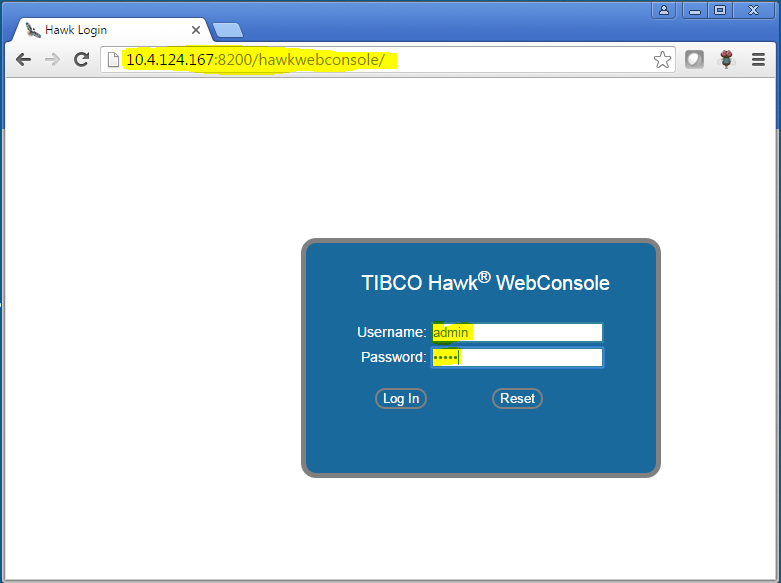 Hawk Login
10.4.124.167:8200/hawkwebconsole/
TIBCO Hawk® WebConsole
Username: admin
Password: •••••
Log In Reset